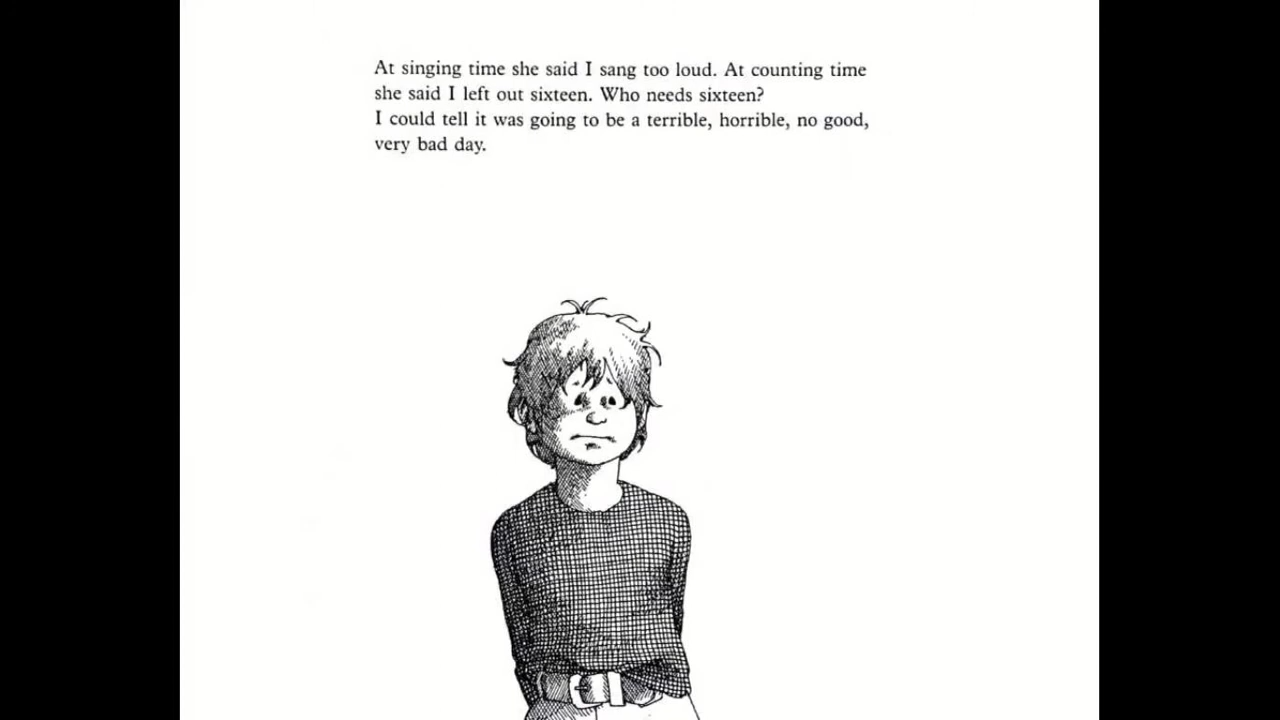 At singing time she said I sang too loud. At counting time
she said I left out sixteen. Who needs sixteen?
I could tell it was going to be a terrible, horrible, no good,
very bad day.